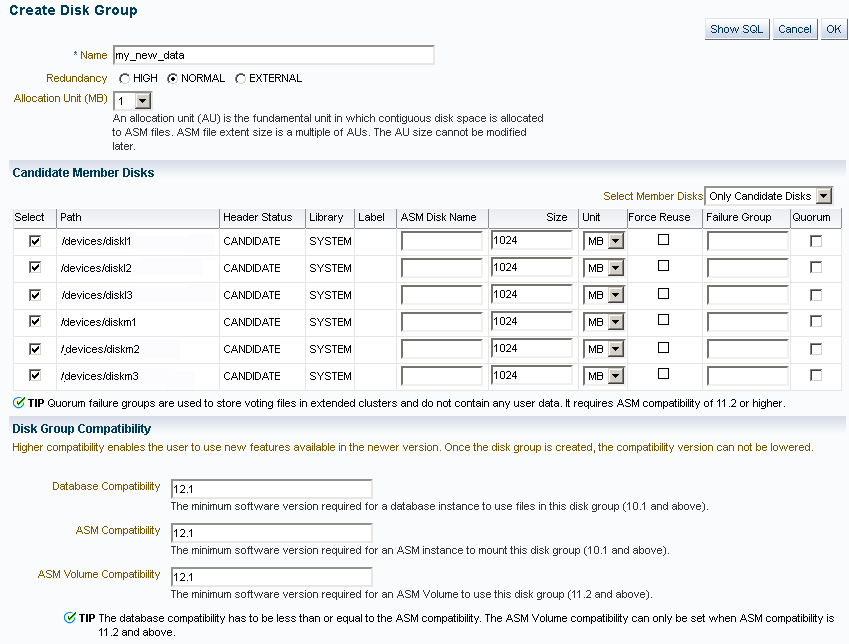 Create Disk Group
Show SQL Cancel OK
* Name my_new_data
Redundancy HIGH NORMAL EXTERNAL
Allocation Unit (MB) 1
An allocation unit (AU) is the fundamental unit in which contiguous disk space is allocated
to ASM files. ASM file extent size is a multiple of AUs. The AU size cannot be modified
later.
Candidate Member Disks
Select Member Disks Only Candidate Disks
Select Path Header Status Library Label ASM Disk Name Size Unit Force Reuse Failure Group Quorum
/devices/diskl1 CANDIDATE SYSTEM 1024 MB
/devices/diskl2 CANDIDATE SYSTEM 1024 MB
/devices/diskl3 CANDIDATE SYSTEM 1024 MB
/devices/diskm1 CANDIDATE SYSTEM 1024 MB
/devices/diskm2 CANDIDATE SYSTEM 1024 MB
/devices/diskm3 CANDIDATE SYSTEM 1024 MB
TIP Quorum failure groups are used to store voting files in extended clusters and do not contain any user data. It requires ASM compatibility of 11.2 or higher.
Disk Group Compatibility
Higher compatibility enables the user to use new features available in the newer version. Once the disk group is created, the compatibility version can not be lowered.
Database Compatibility 12.1
The minimum software version required for a database instance to use files in this disk group (10.1 and above).
ASM Compatibility 12.1
The minimum software version required for an ASM instance to mount this disk group (10.1 and above).
ASM Volume Compatibility 12.1
The minimum software version required for an ASM Volume to use this disk group (11.2 and above).
TIP The database compatibility has to be less than or equal to the ASM compatibility. The ASM Volume compatibility can only be set when ASM compatibility is
11.2 and above.